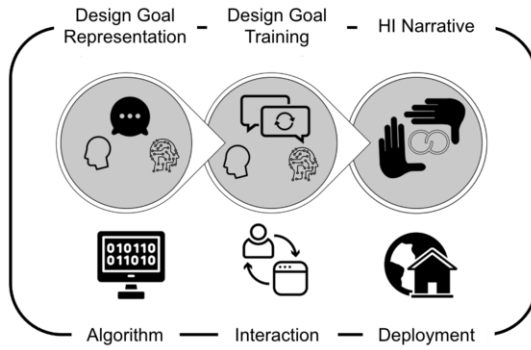 Design Goal
Representation
Design Goal
Training
HI Narrative
010110
011010
Algorithm
Interaction
Deployment